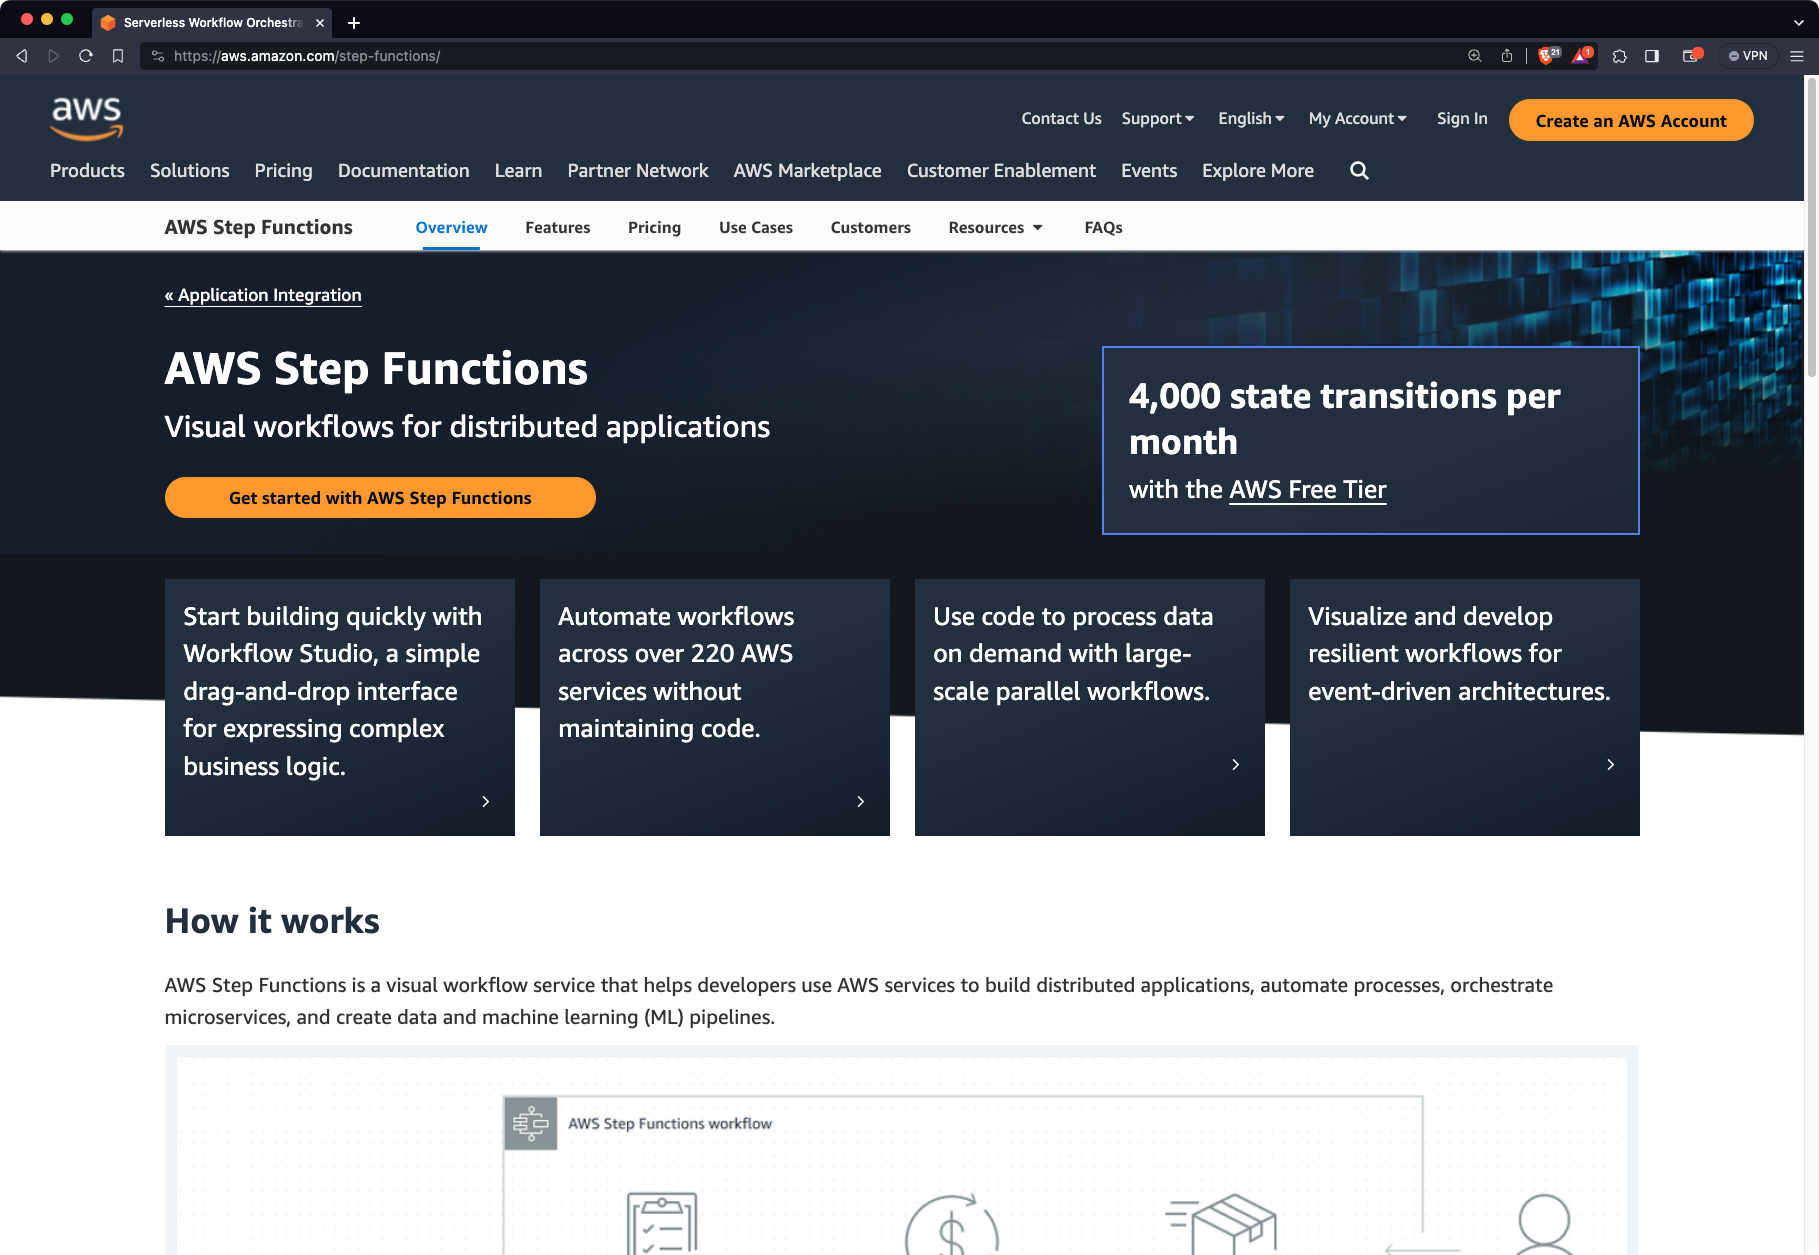 Serverless Workflow Orchestra
https://aws.amazon.com/step-functions/
21
1
VPN
aws
Contact Us
Support
English
My Account
Sign In
Create an AWS Account
Products
Solutions
Pricing
Documentation
Learn
Partner Network
AWS Marketplace
Customer Enablement
Events
Explore More
AWS Step Functions
Overview
Features
Pricing
Use Cases
Customers
Resources
FAQs
« Application Integration
AWS Step Functions
Visual workflows for distributed applications
Get started with AWS Step Functions
4,000 state transitions per
month
with the AWS Free Tier
Start building quickly with
Workflow Studio, a simple
drag-and-drop interface
for expressing complex
business logic.
Automate workflows
across over 220 AWS
services without
maintaining code.
Use code to process data
on demand with large-
scale parallel workflows.
Visualize and develop
resilient workflows for
event-driven architectures.
How it works
AWS Step Functions is a visual workflow service that helps developers use AWS services to build distributed applications, automate processes, orchestrate
microservices, and create data and machine learning (ML) pipelines.
AWS Step Functions workflow
$